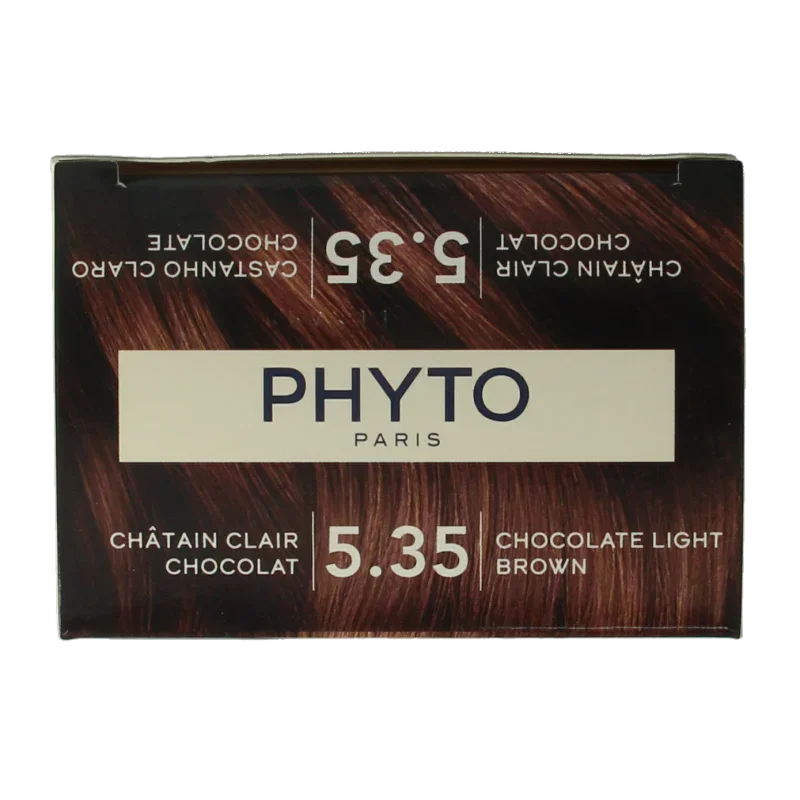 CHÂTAIN CLAIR
CHOCOLAT
5.35
CASTANHO CLARO
CHOCOLATE
PHYTO
PARIS
CHÂTAIN CLAIR
CHOCOLAT
5.35
CHOCOLATE LIGHT
BROWN